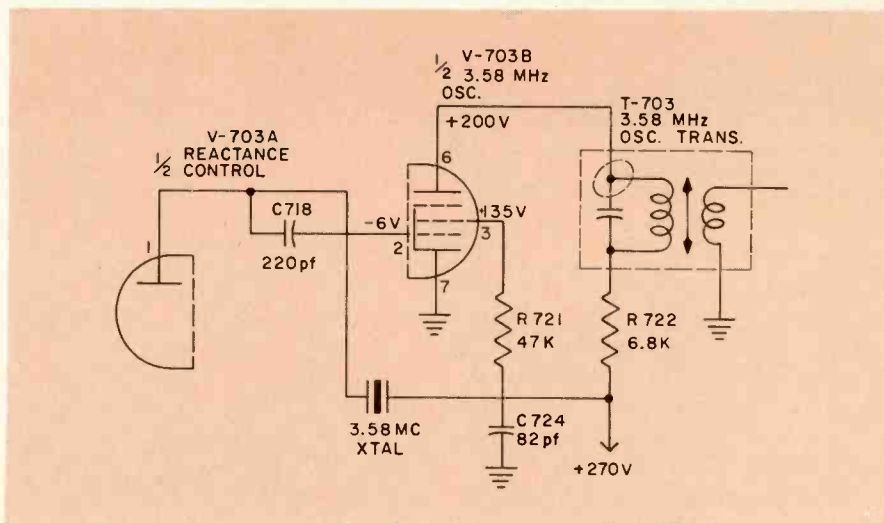 1/2 V-703B
3.58 MHz
OSC.
+200V
T-703
3.58 MHz
OSC. TRANS.
V-703A
1/2 REACTANCE
CONTROL
6
C718
-6V
+135V
1
2
3
220pf
7
R721
47K
R722
6.8K
3.58 MC
XTAL
C724
82pf
+270V